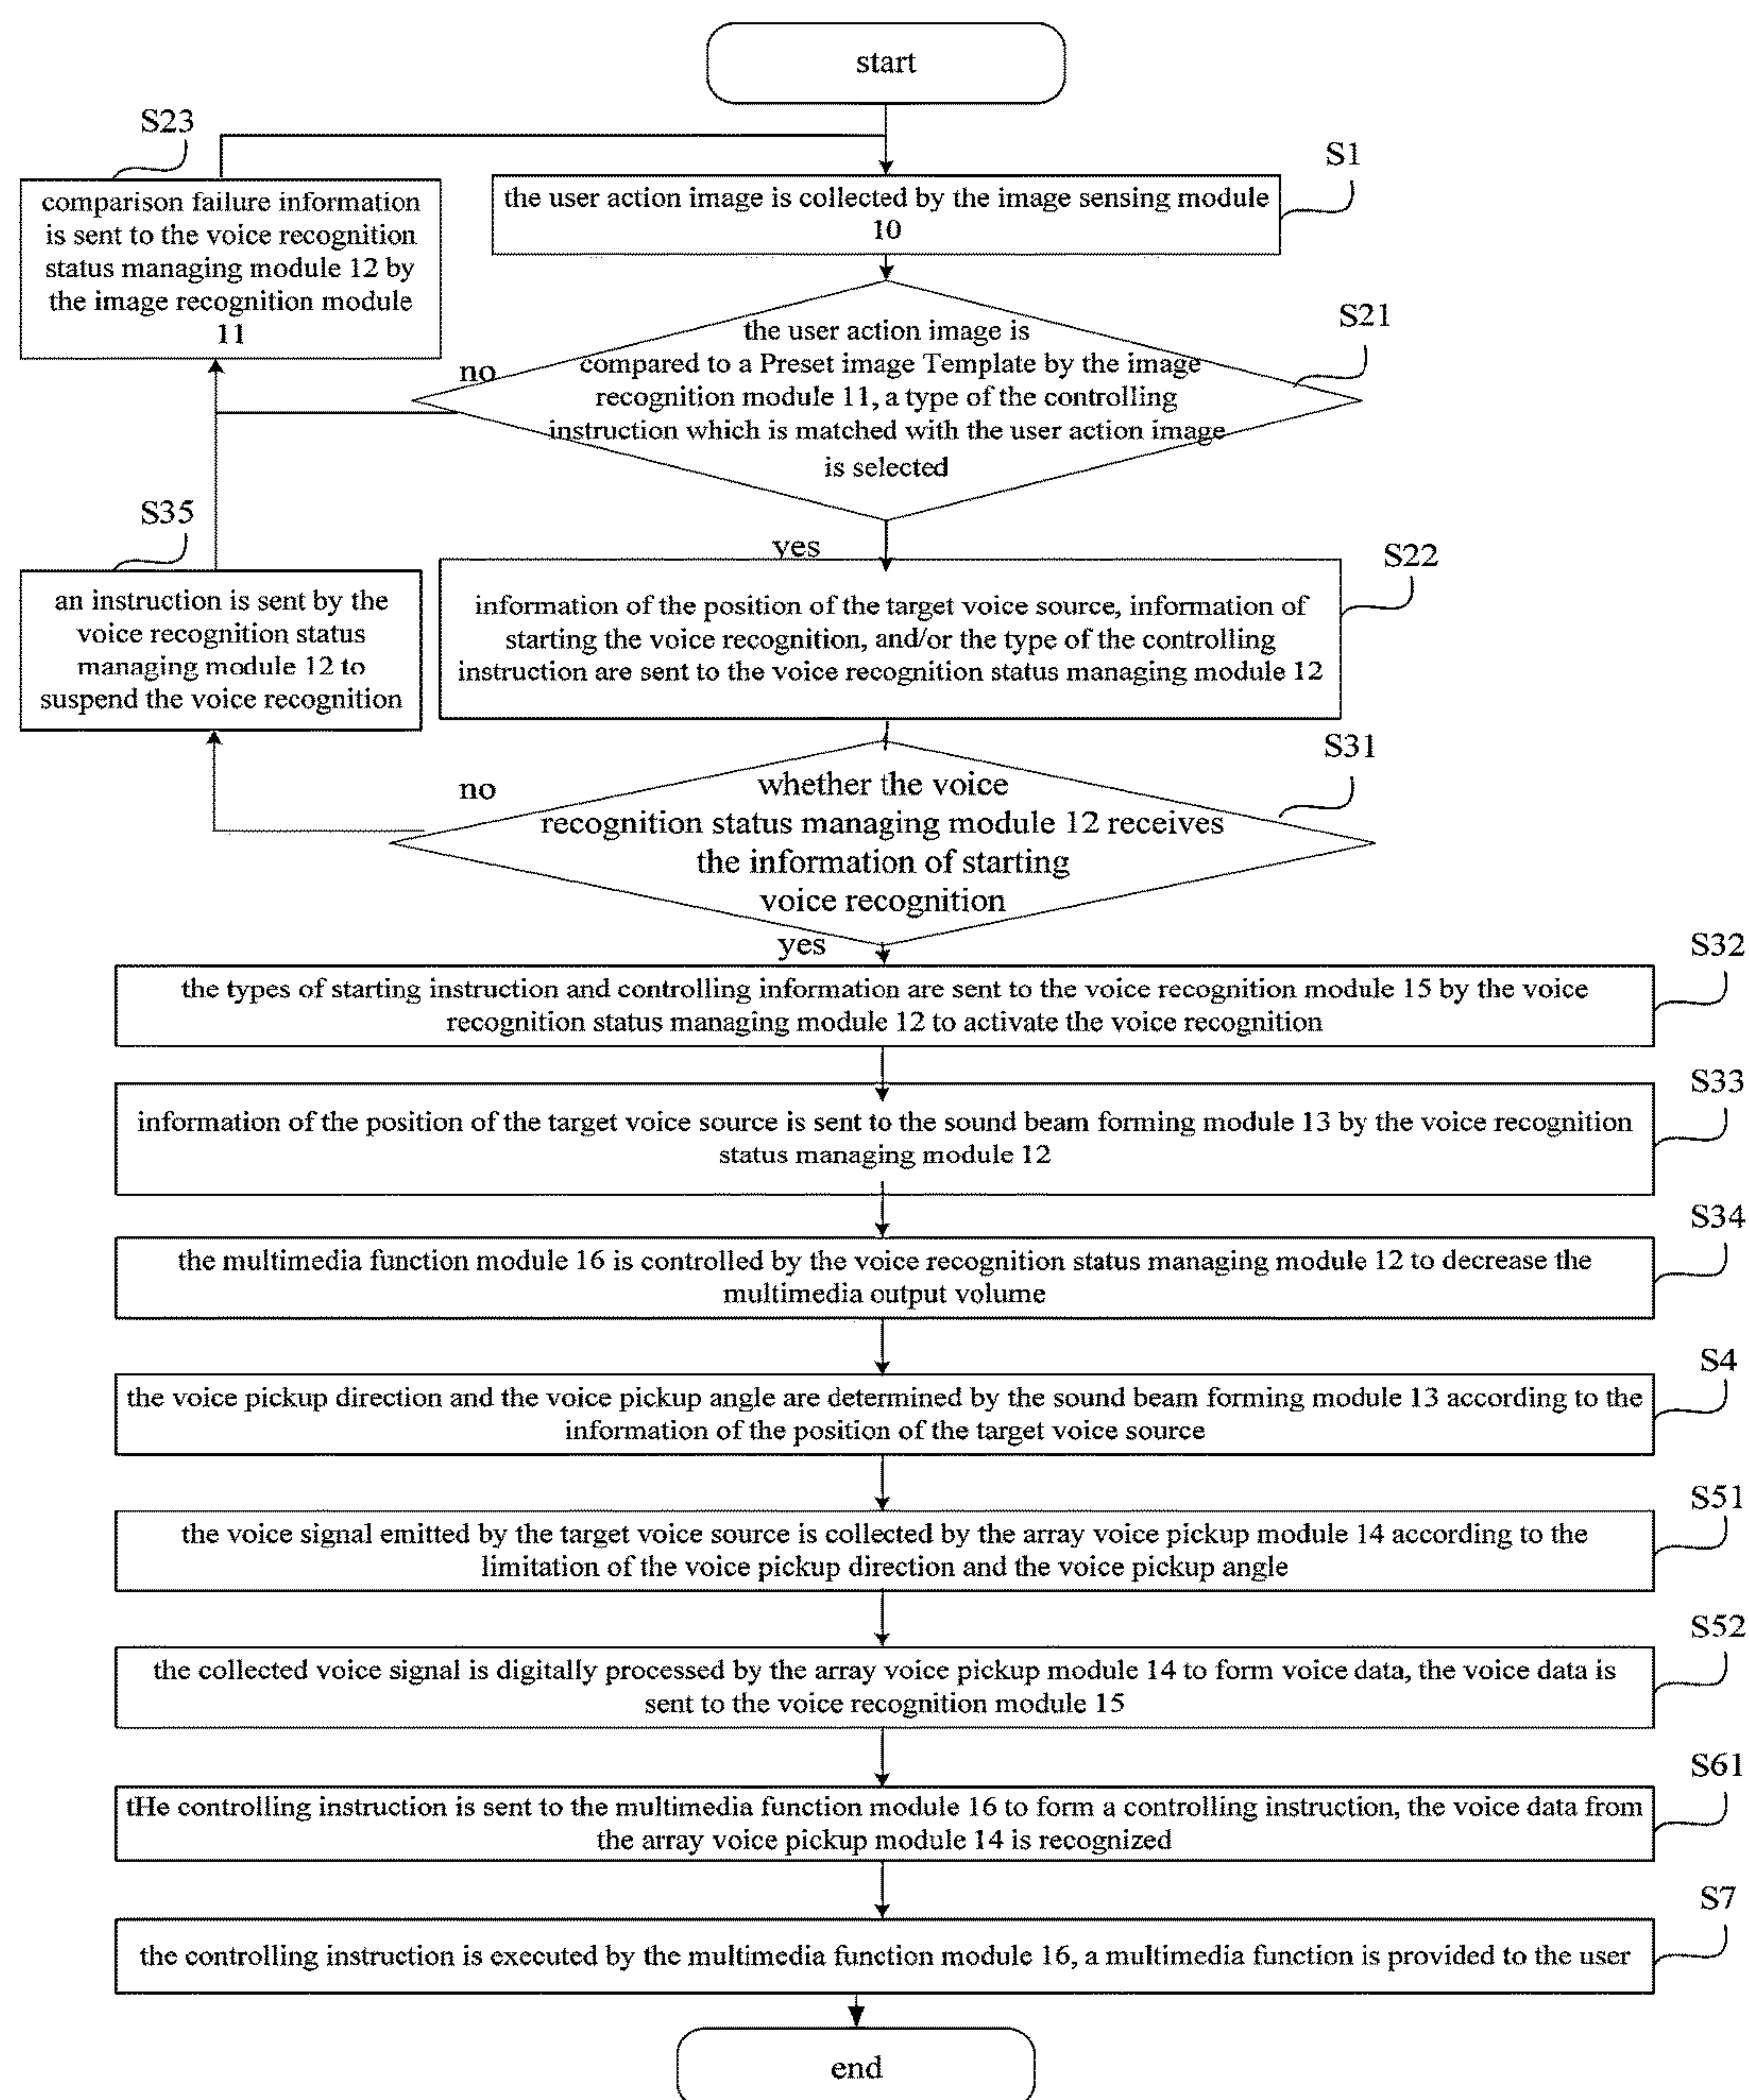 start
S23
S1
comparison failure information
is sent to the voice recognition
status managing module 12 by
the image recognition module
11
the user action image is collected by the image sensing module
10
S21
the user action image is
compared to a Preset image Template by the image
recognition module 11, a type of the controlling
instruction which is matched with the user action image
is selected
no
yes
S35
an instruction is sent by the
voice recognition status
managing module 12 to
suspend the voice recognition
S22
information of the position of the target voice source, information of
starting the voice recognition, and/or the type of the controlling
instruction are sent to the voice recognition status managing module 12
S31
no
whether the voice
recognition status managing module 12 receives
the information of starting
voice recognition
yes
S32
the types of starting instruction and controlling information are sent to the voice recognition module 15 by the voice
recognition status managing module 12 to activate the voice recognition
S33
information of the position of the target voice source is sent to the sound beam forming module 13 by the voice recognition
status managing module 12
S34
the multimedia function module 16 is controlled by the voice recognition status managing module 12 to decrease the
multimedia output volume
S4
the voice pickup direction and the voice pickup angle are determined by the sound beam forming module 13 according to the
information of the position of the target voice source
S51
the voice signal emitted by the target voice source is collected by the array voice pickup module 14 according to the
limitation of the voice pickup direction and the voice pickup angle
S52
the collected voice signal is digitally processed by the array voice pickup module 14 to form voice data, the voice data is
sent to the voice recognition module 15
S61
tHe controlling instruction is sent to the multimedia function module 16 to form a controlling instruction, the voice data from
the array voice pickup module 14 is recognized
S7
the controlling instruction is executed by the multimedia function module 16, a multimedia function is provided to the user
end